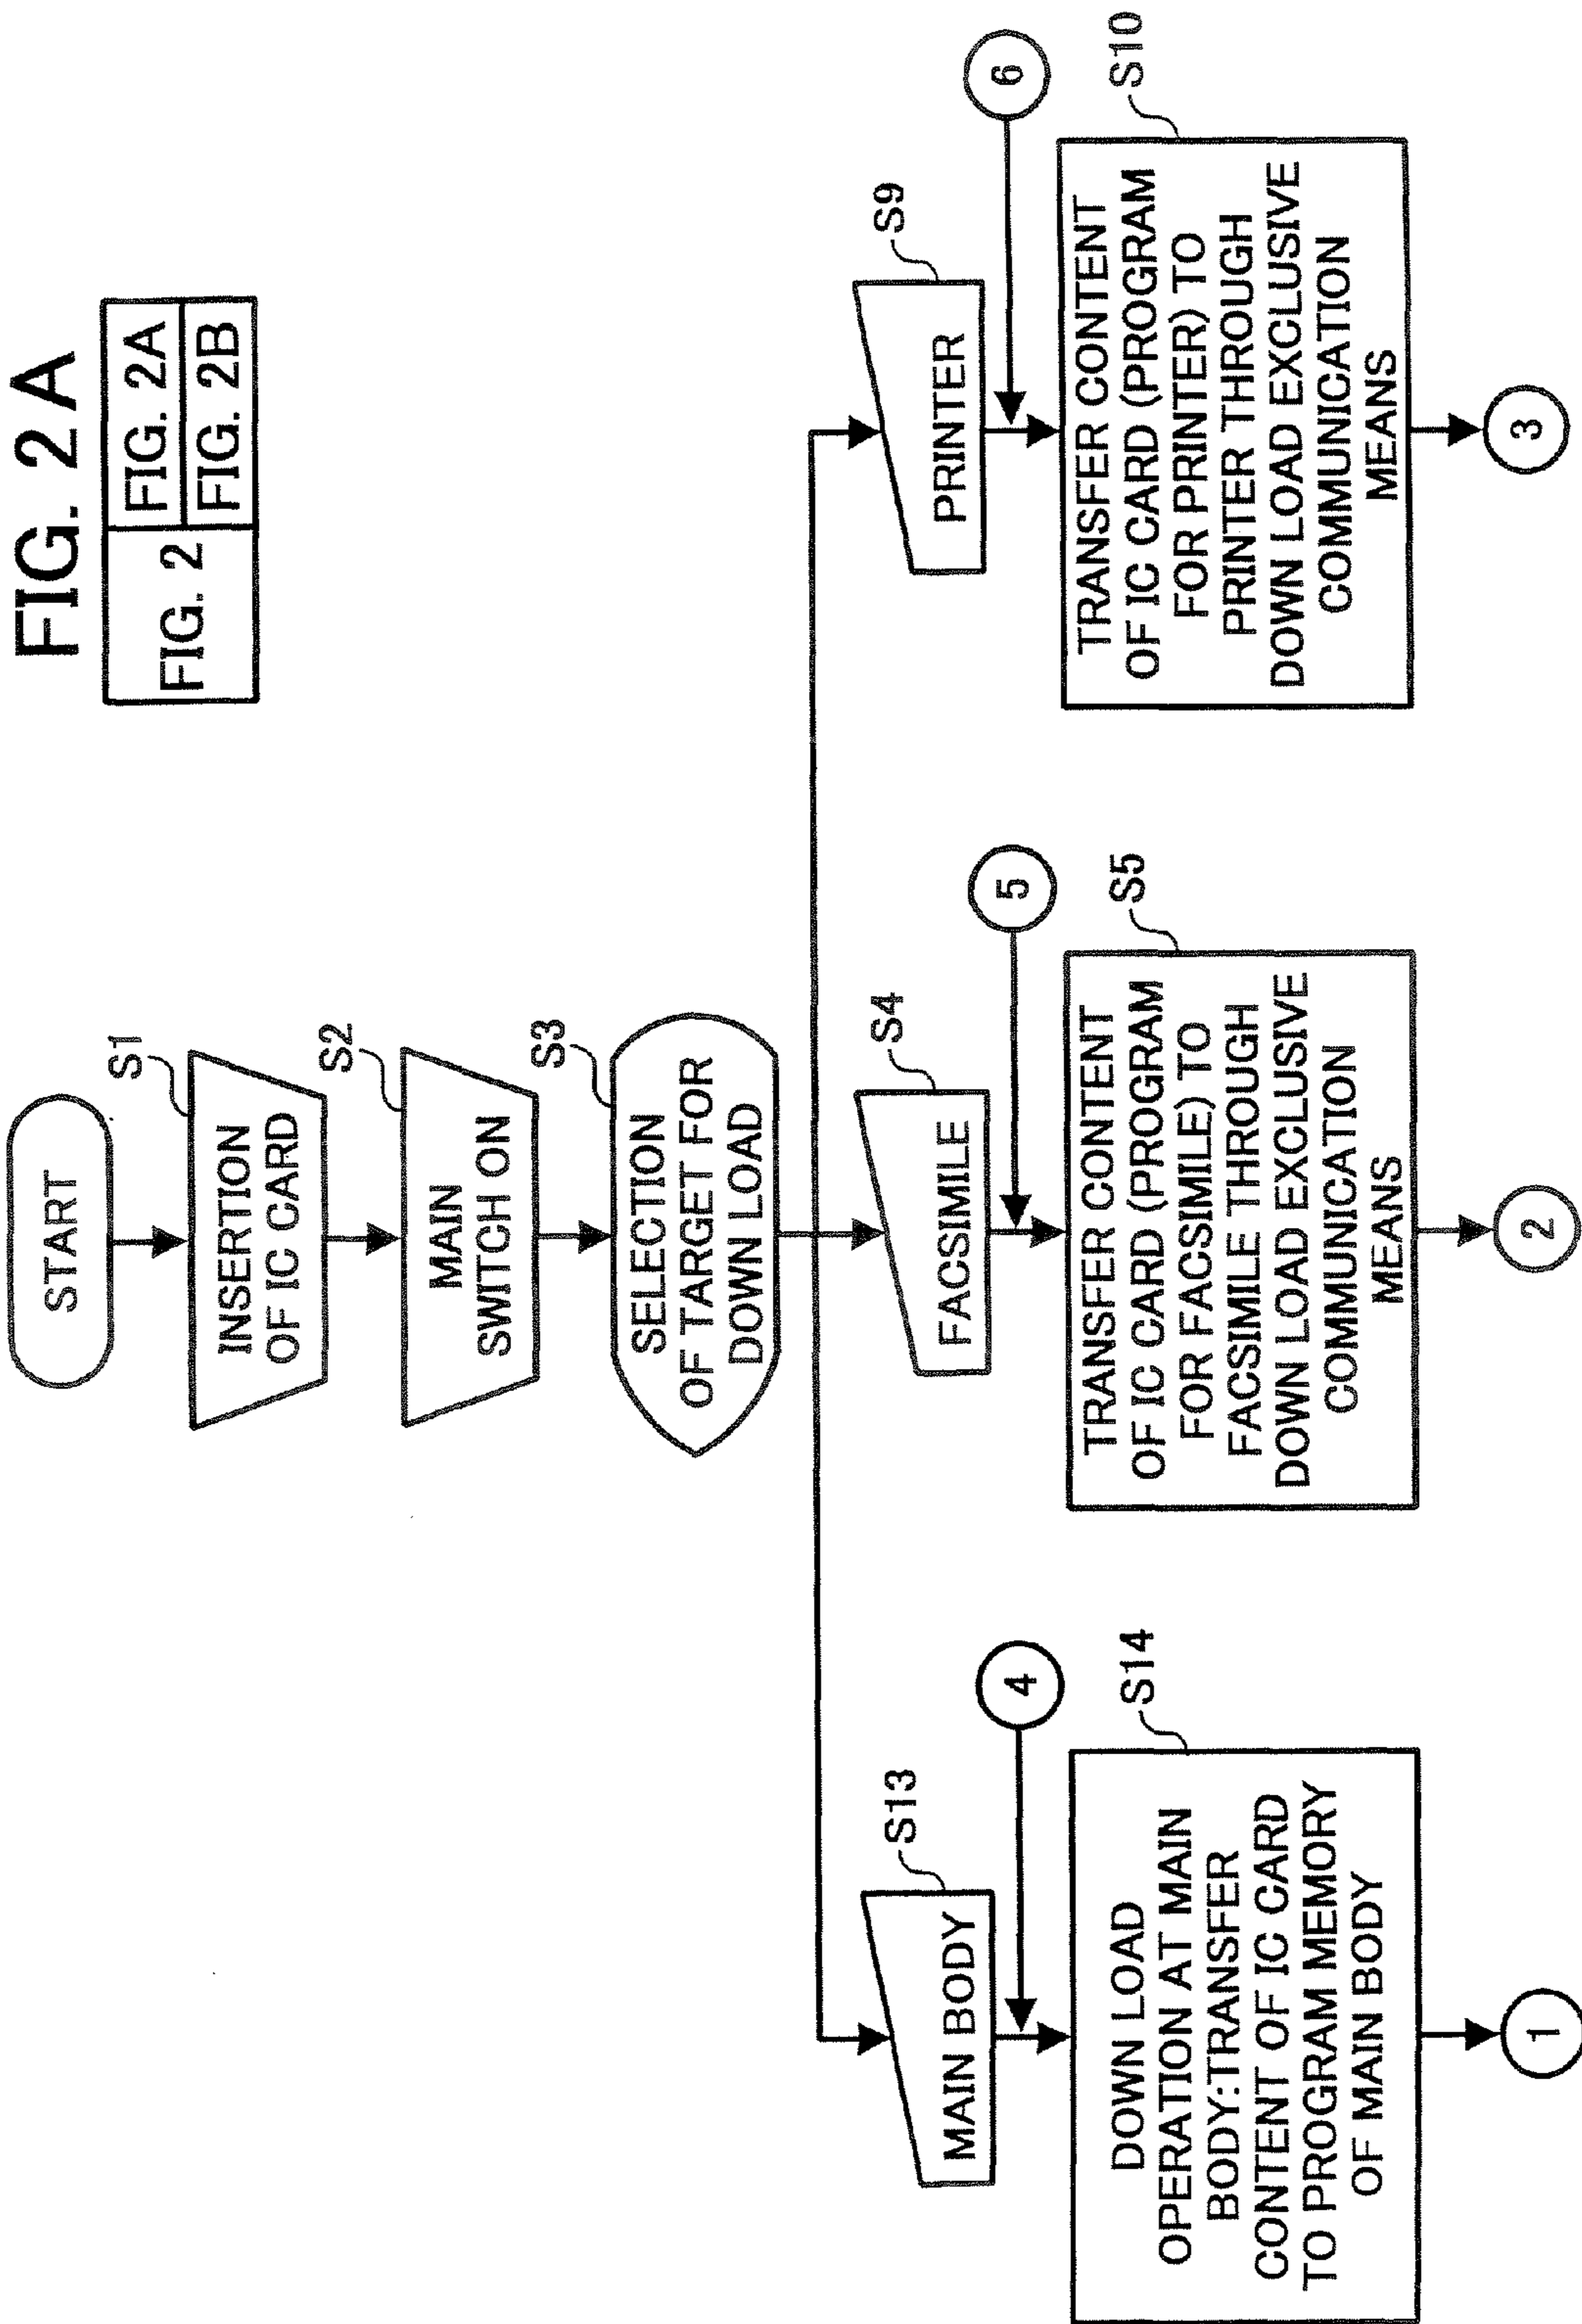 FIG. 2A
FIG. 2
FIG. 2A
FIG. 2B
START
S1
INSERTION
OF IC CARD
S2
MAIN
SWITCH ON
S3
SELECTION
OF TARGET FOR
DOWN LOAD
S13
MAIN BODY
4
S14
DOWN LOAD
OPERATION AT MAIN
BODY:TRANSFER
CONTENT OF IC CARD
TO PROGRAM MEMORY
OF MAIN BODY
1
S4
FACSIMILE
5
S5
TRANSFER CONTENT
OF IC CARD (PROGRAM
FOR FACSIMILE) TO
FACSIMILE THROUGH
DOWN LOAD EXCLUSIVE
COMMUNICATION
MEANS
2
S9
PRINTER
6
S10
TRANSFER CONTENT
OF IC CARD (PROGRAM
FOR PRINTER) TO
PRINTER THROUGH
DOWN LOAD EXCLUSIVE
COMMUNICATION
MEANS
3